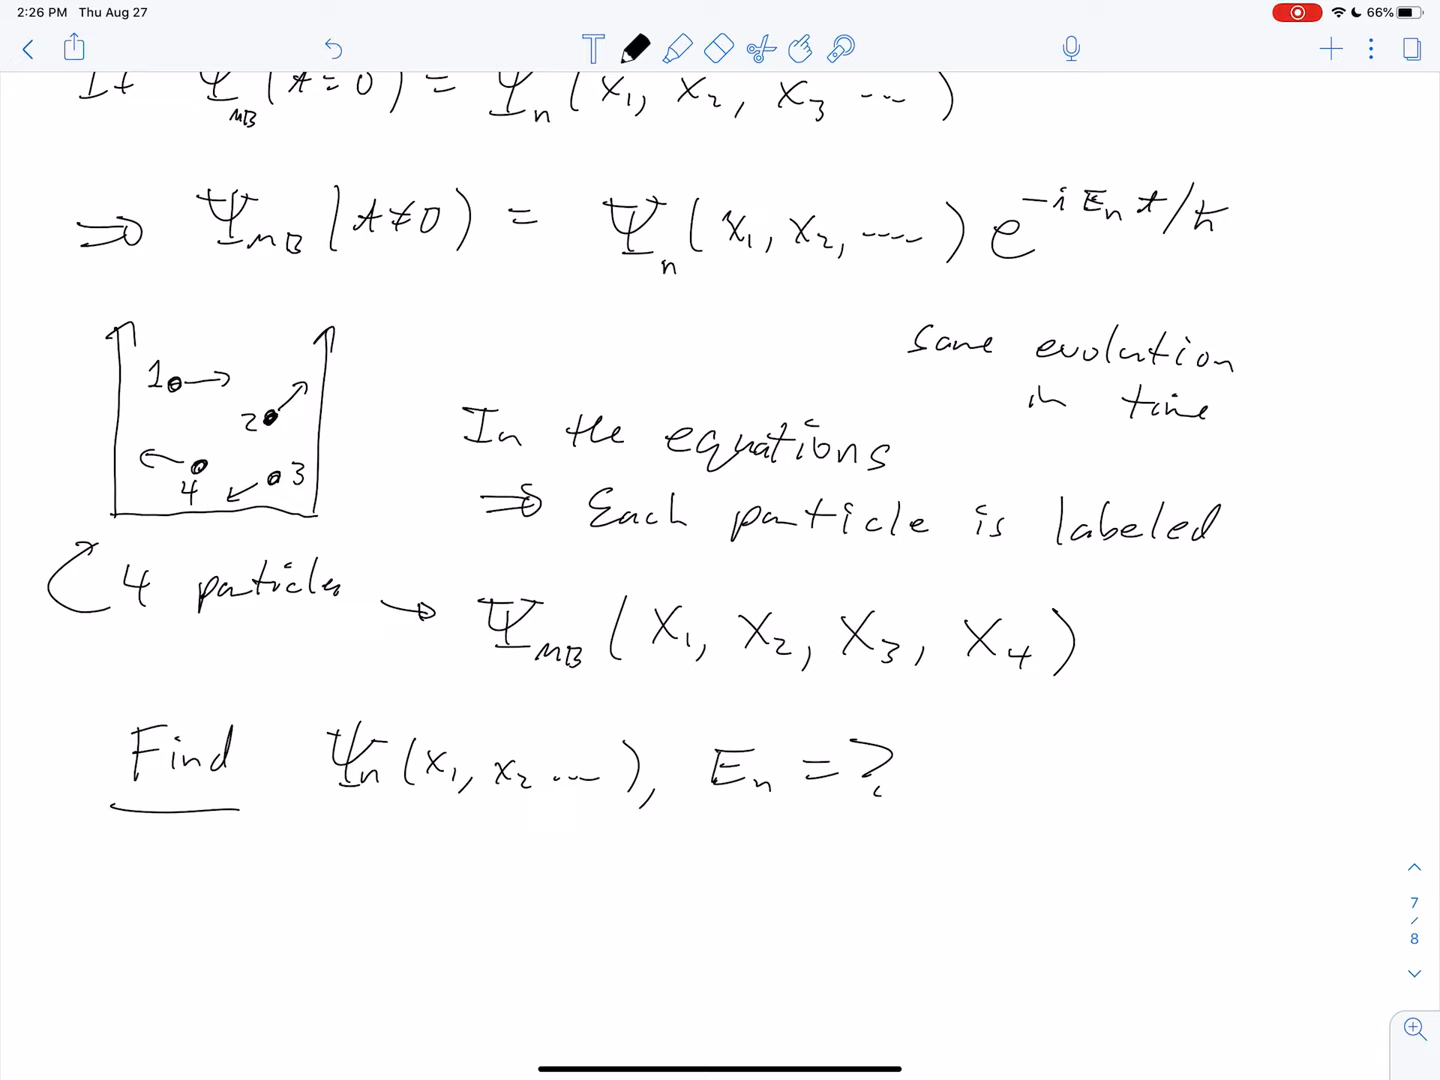 2:26 PM Thu Aug 27
66%
If Ψ_MB (t = 0) = Ψ_n (x₁, x₂, x₃ ...)
⇒ Ψ_MB (t ≠ 0) = Ψ_n (x₁, x₂, ....) e^{-i E_n t/ħ}
same evolution
in time
1
2
3
4
In the equations
⇒ Each particle is labeled
4 particles → Ψ_MB (x₁, x₂, x₃, x₄)
Find Ψ_n (x₁, x₂ ...), E_n = ?
7
/
8